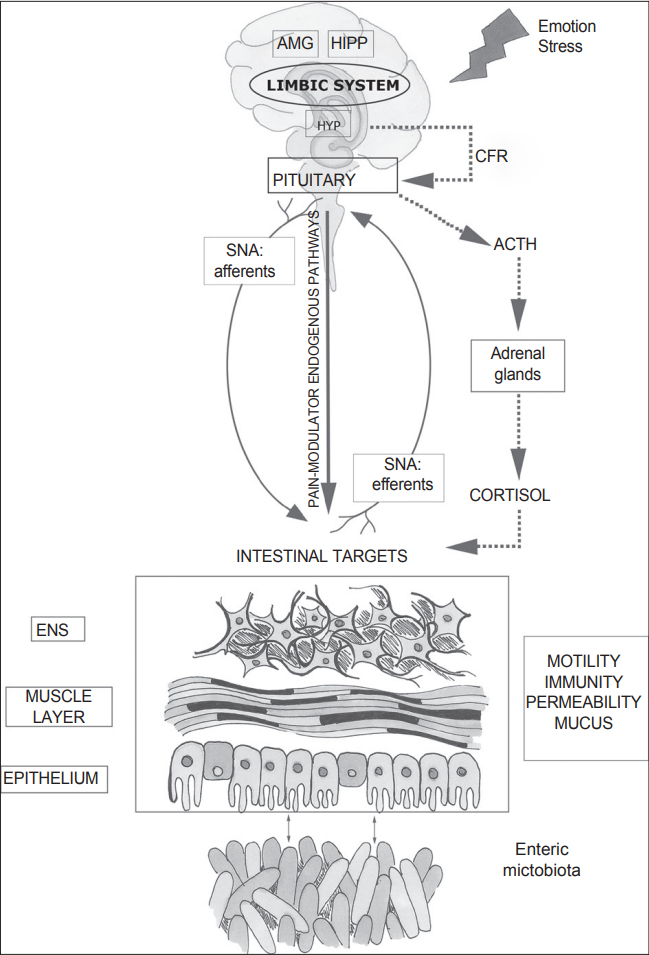 Emotion
Stress
AMG
HIPP
LIMBIC SYSTEM
HYP
CFR
PITUITARY
SNA:
afferents
PAIN-MODULATOR ENDOGENOUS PATHWAYS
ACTH
Adrenal
glands
SNA:
efferents
CORTISOL
INTESTINAL TARGETS
ENS
MUSCLE
LAYER
EPITHELIUM
MOTILITY
IMMUNITY
PERMEABILITY
MUCUS
Enteric
mictobiota